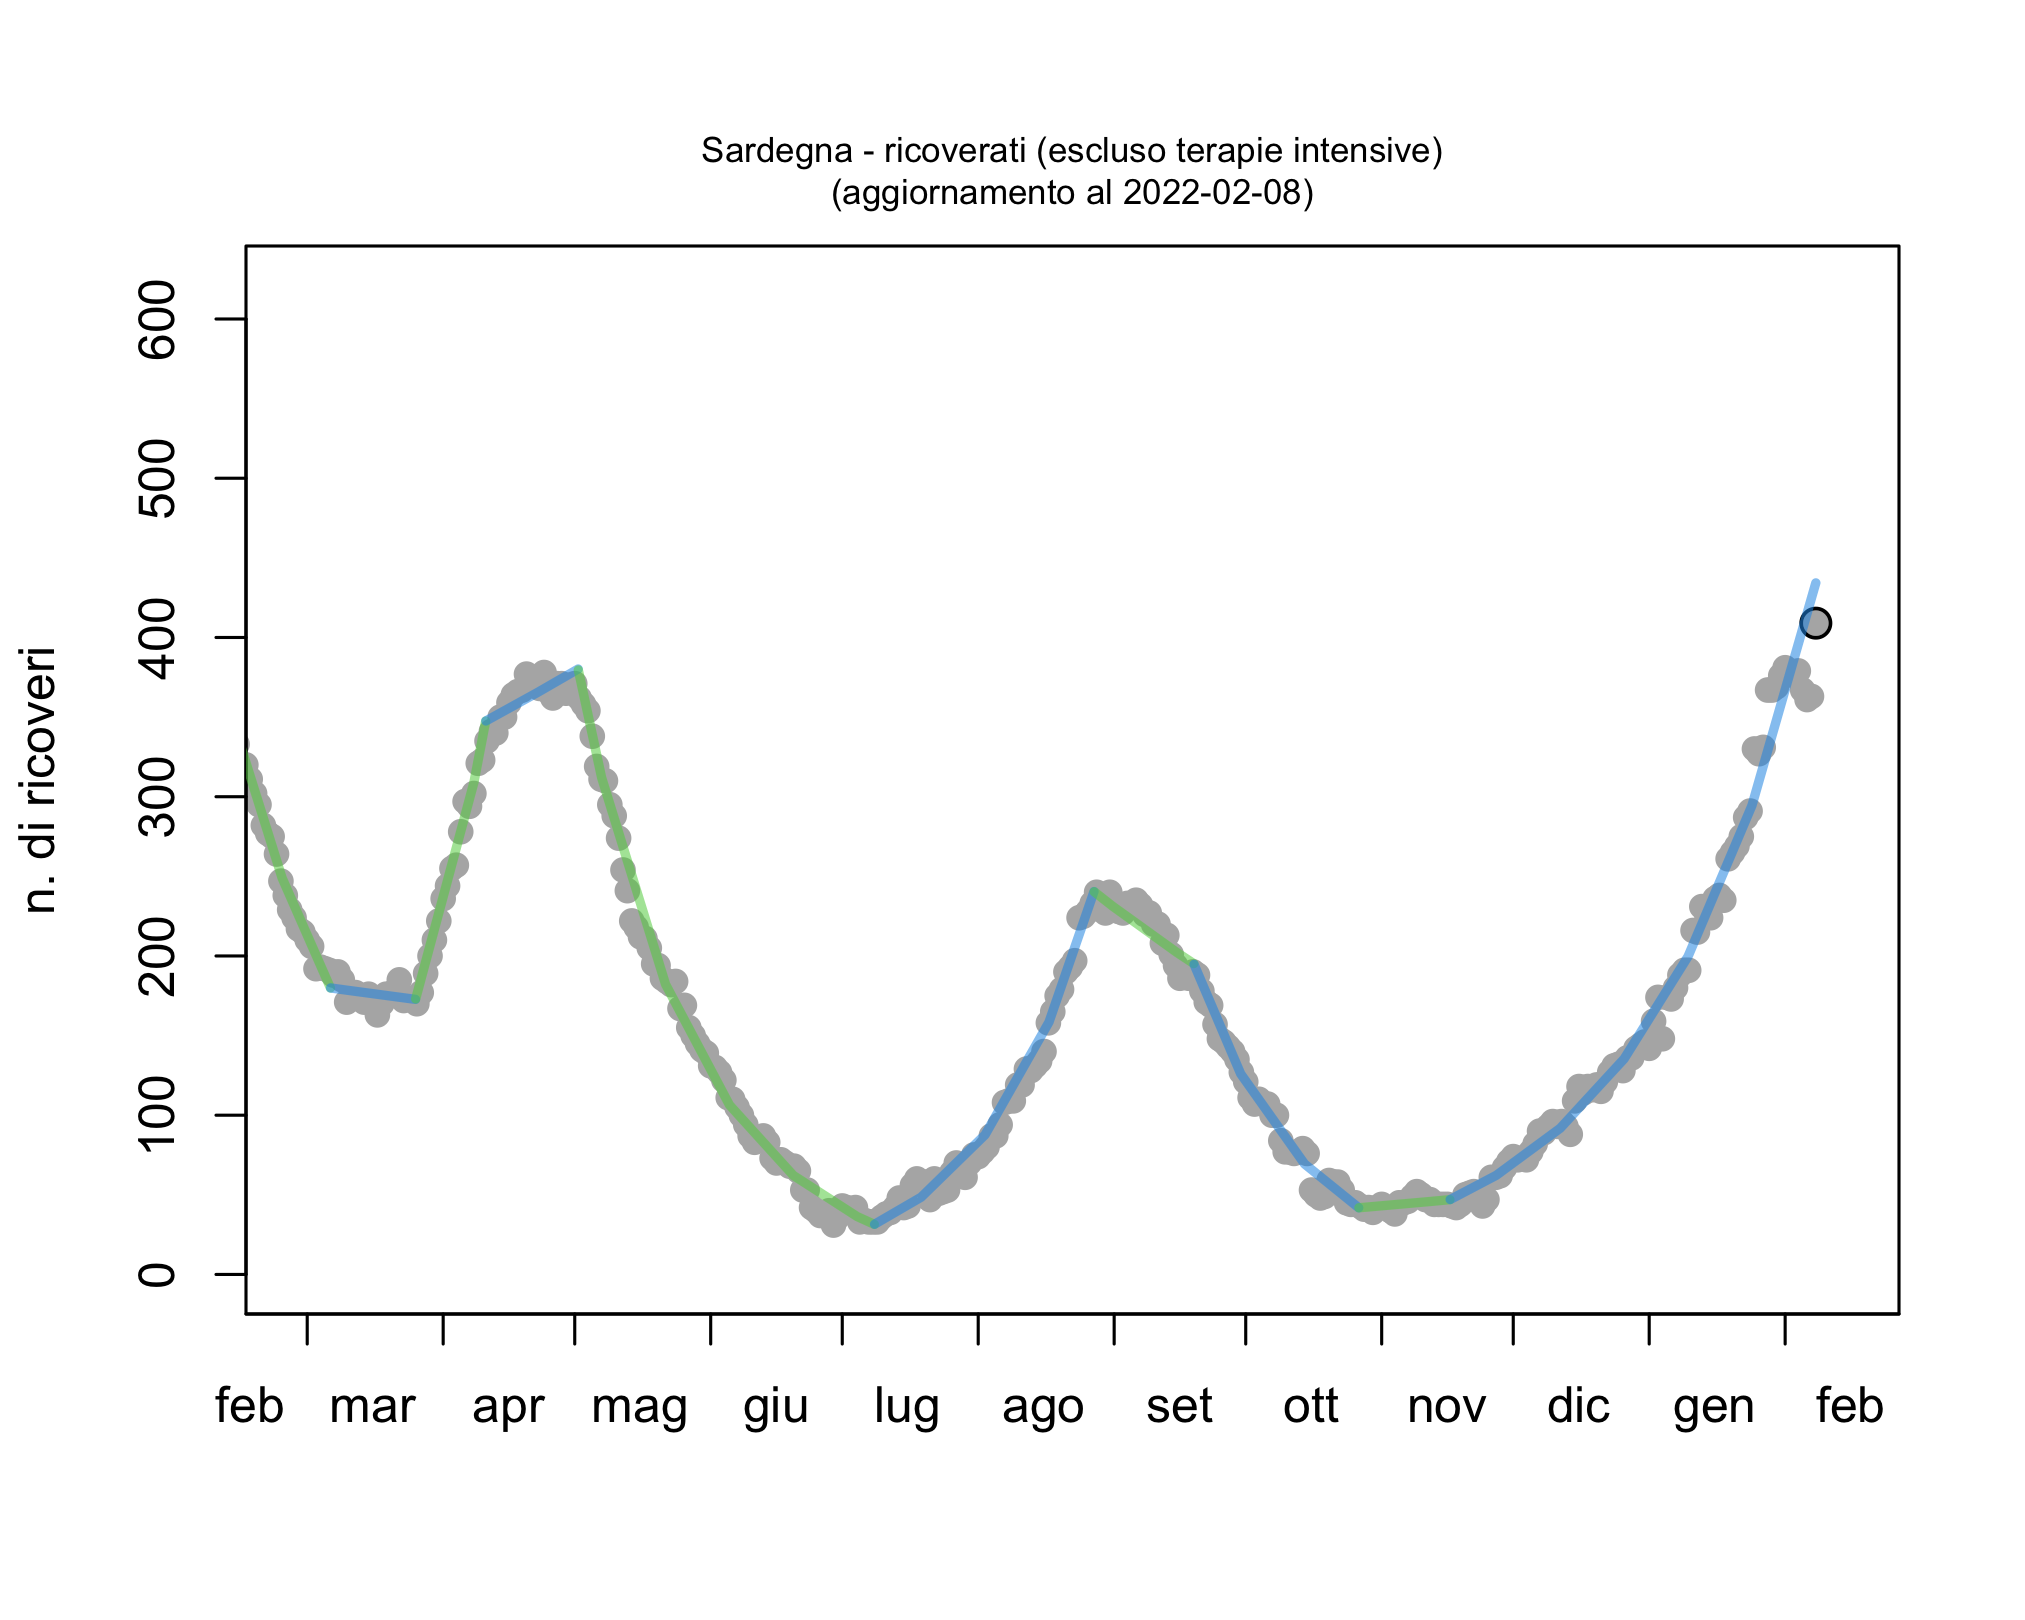 Sardegna - ricoverati (escluso terapie intensive)
(aggiornamento al 2022-02-08)
n. di ricoveri
600
500
400
300
200
100
0
feb mar apr mag giu lug ago set ott nov dic gen feb